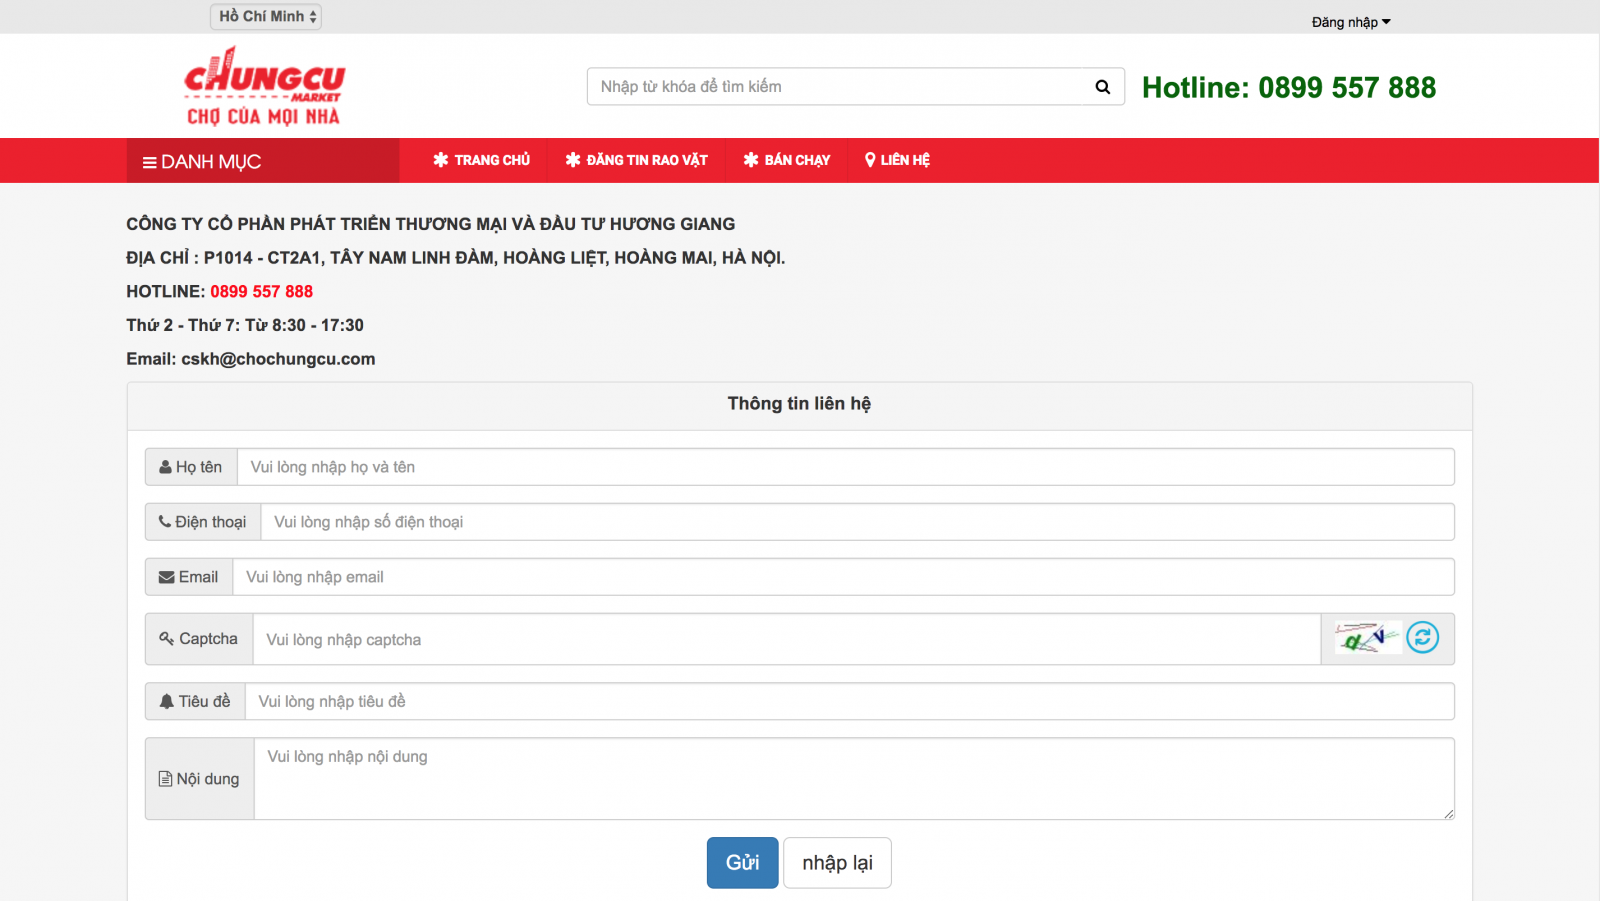 Hồ Chí Minh
Đăng nhập
CHUNGCU
MARKET
CHỢ CỦA MỌI NHÀ
Nhập từ khóa để tìm kiếm
Hotline: 0899 557 888
DANH MỤC
TRANG CHỦ
ĐĂNG TIN RAO VẶT
BÁN CHẠY
LIÊN HỆ
CÔNG TY CỔ PHẦN PHÁT TRIỂN THƯƠNG MẠI VÀ ĐẦU TƯ HƯƠNG GIANG
ĐỊA CHỈ : P1014 - CT2A1, TÂY NAM LINH ĐÀM, HOÀNG LIỆT, HOÀNG MAI, HÀ NỘI.
HOTLINE: 0899 557 888
Thứ 2 - Thứ 7: Từ 8:30 - 17:30
Email: cskh@chochungcu.com
Thông tin liên hệ
Họ tên
Vui lòng nhập họ và tên
Điện thoại
Vui lòng nhập số điện thoại
Email
Vui lòng nhập email
Captcha
Vui lòng nhập captcha
Tiêu đề
Vui lòng nhập tiêu đề
Nội dung
Vui lòng nhập nội dung
Gửi
nhập lại